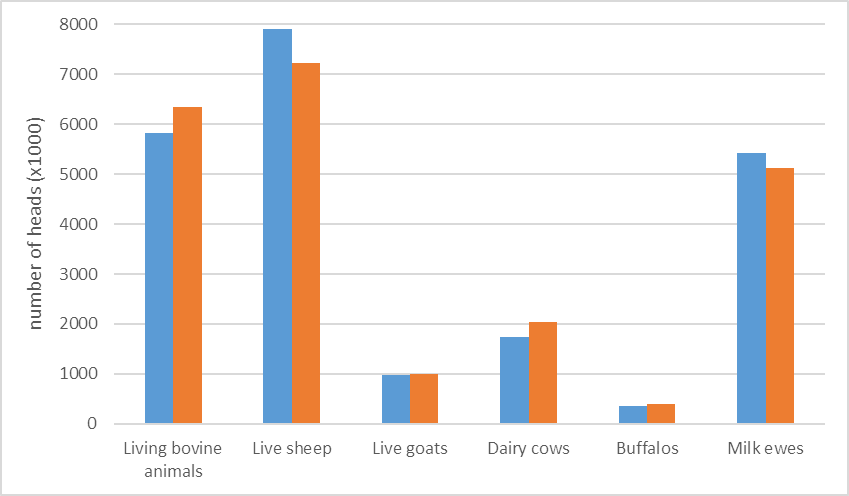 8000
7000
6000
5000
4000
3000
2000
1000
0
number of heads (x1000)
Living bovine
animals
Live sheep
Live goats
Dairy cows
Buffalos
Milk ewes